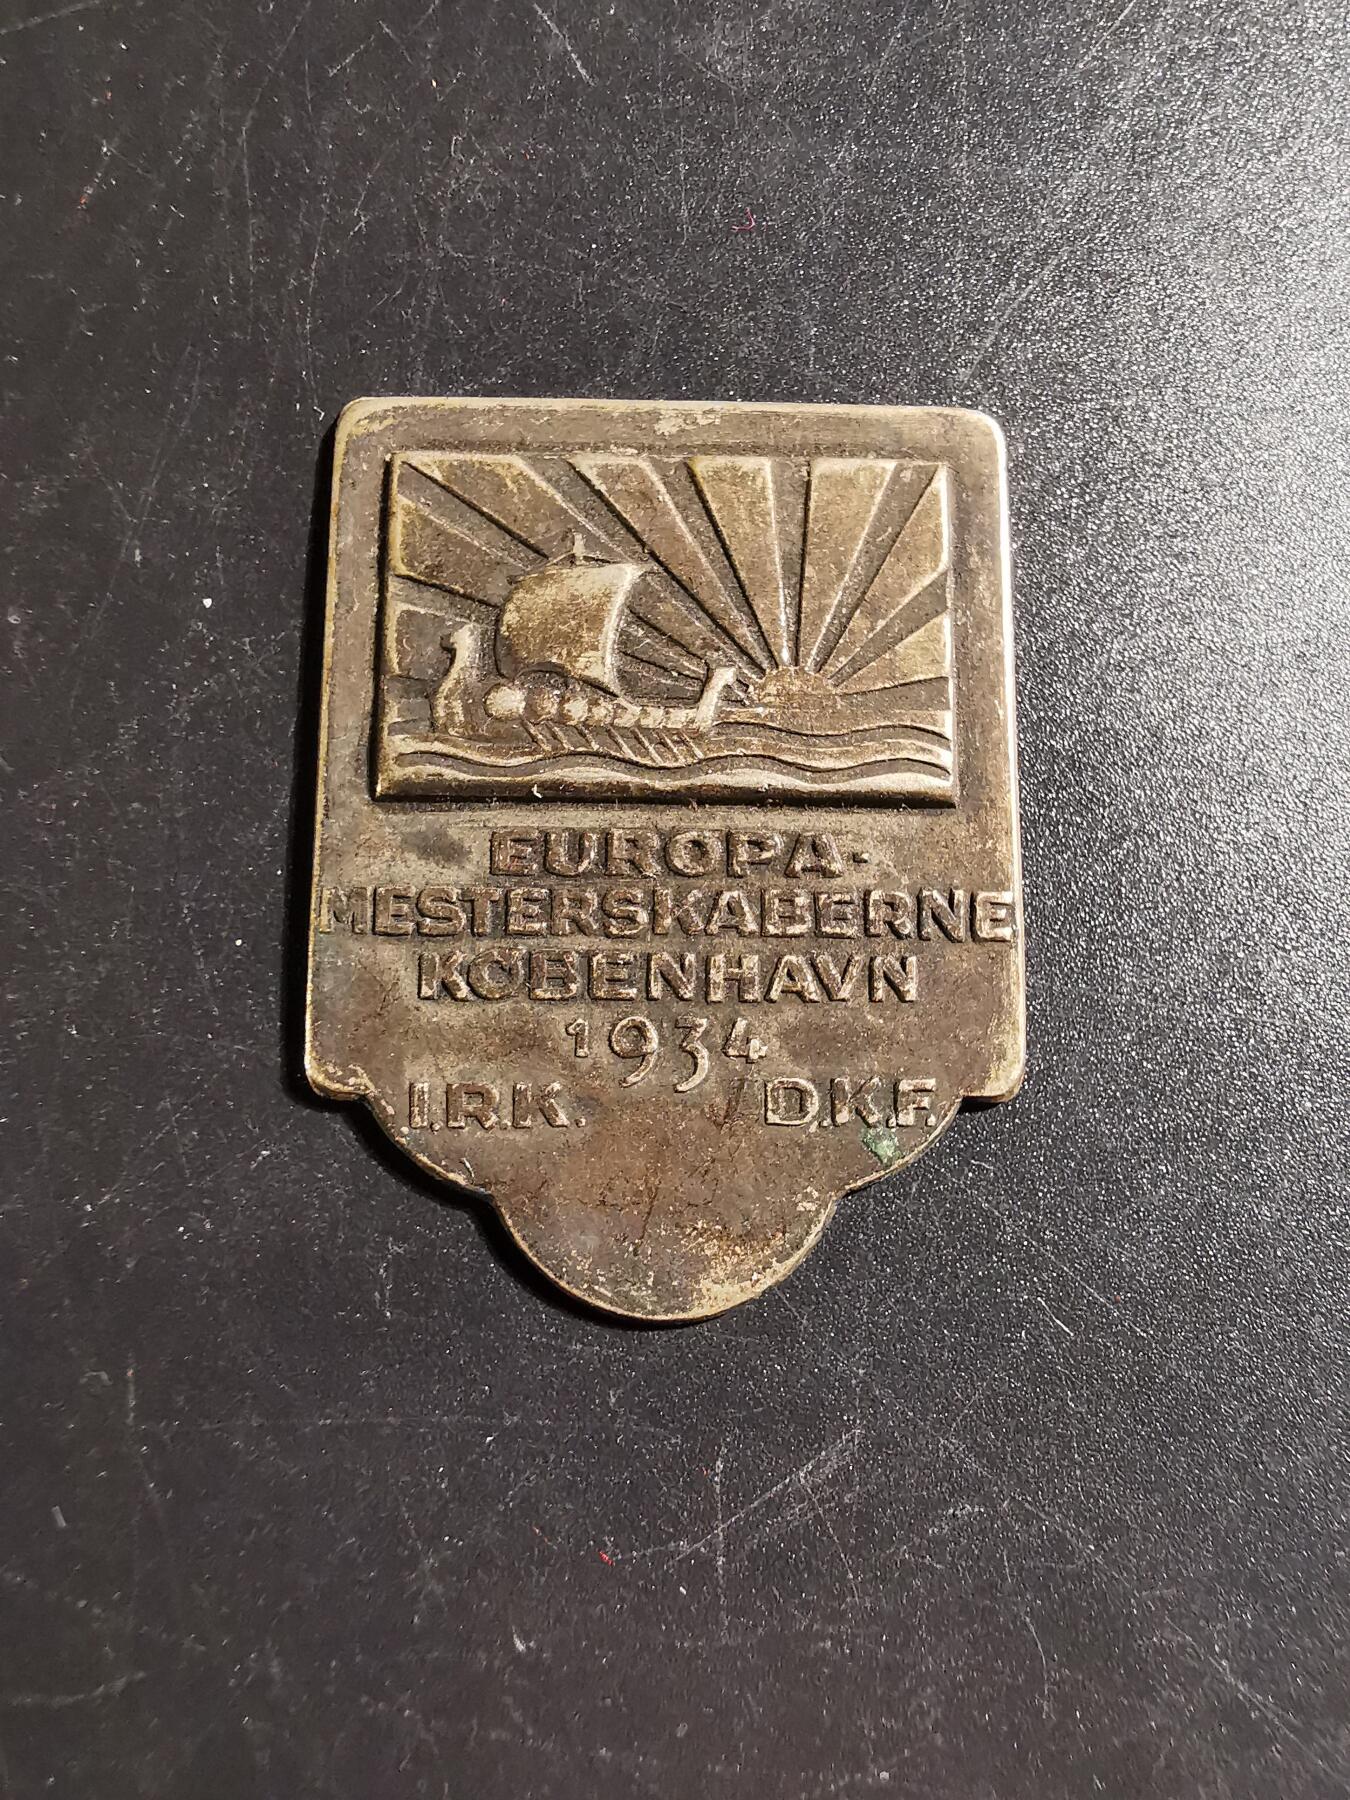 EUROPA-
MESTERSKABERNE
KØBENHAVN
1934
I.R.K. D.K.F.